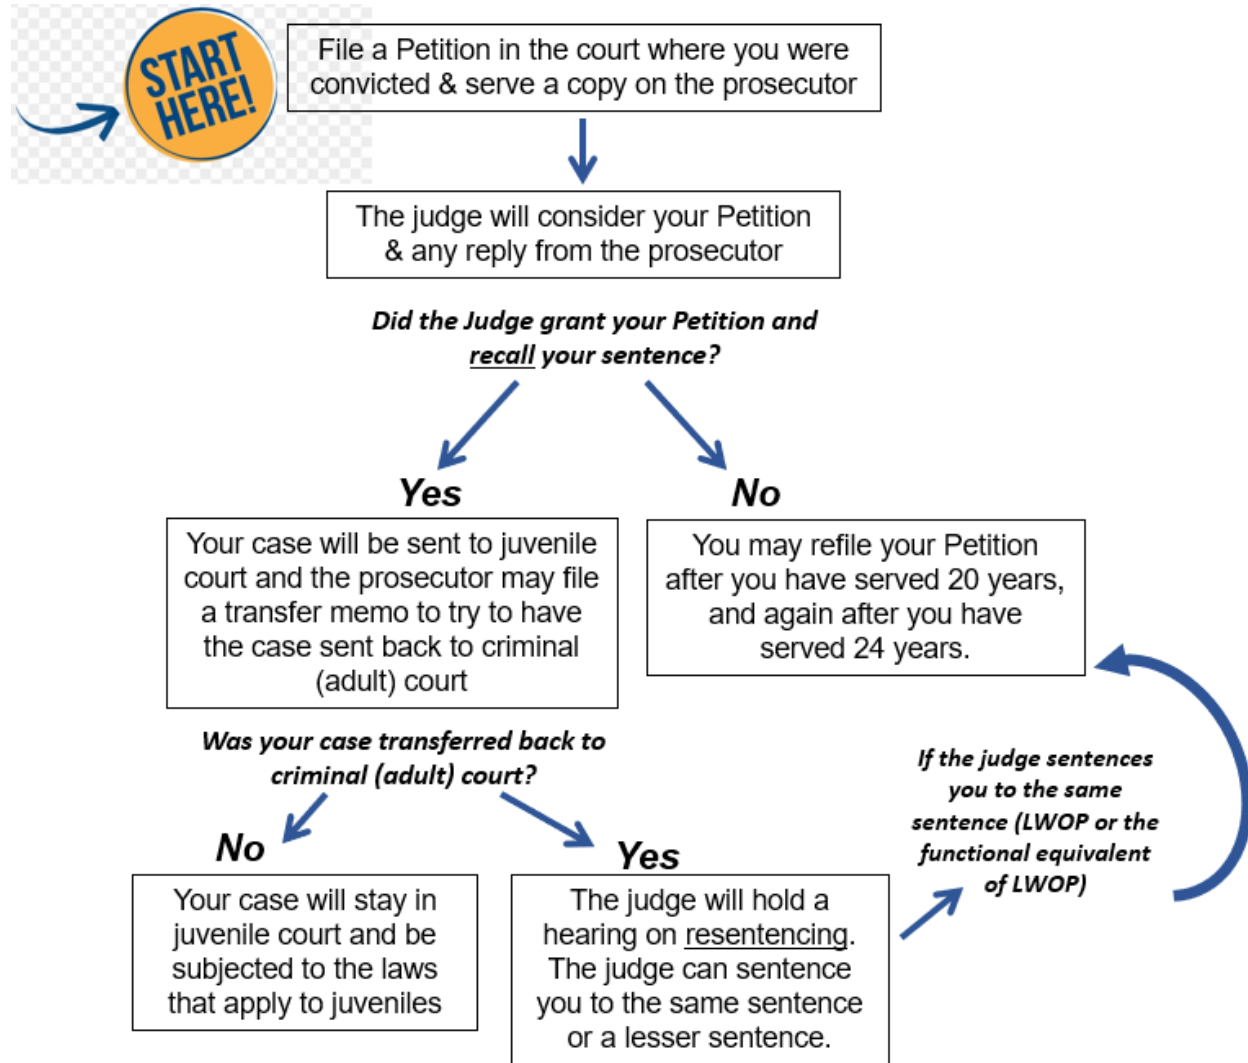 START
HERE!
File a Petition in the court where you were
convicted & serve a copy on the prosecutor
The judge will consider your Petition
& any reply from the prosecutor
Did the Judge grant your Petition and
recall your sentence?
Yes
Your case will be sent to juvenile
court and the prosecutor may file
a transfer memo to try to have
the case sent back to criminal
(adult) court
No
You may refile your Petition
after you have served 20 years,
and again after you have
served 24 years.
Was your case transferred back to
criminal (adult) court?
No
Your case will stay in
juvenile court and be
subjected to the laws
that apply to juveniles
Yes
The judge will hold a
hearing on resentencing.
The judge can sentence
you to the same sentence
or a lesser sentence.
If the judge sentences
you to the same
sentence (LWOP or the
functional equivalent
of LWOP)